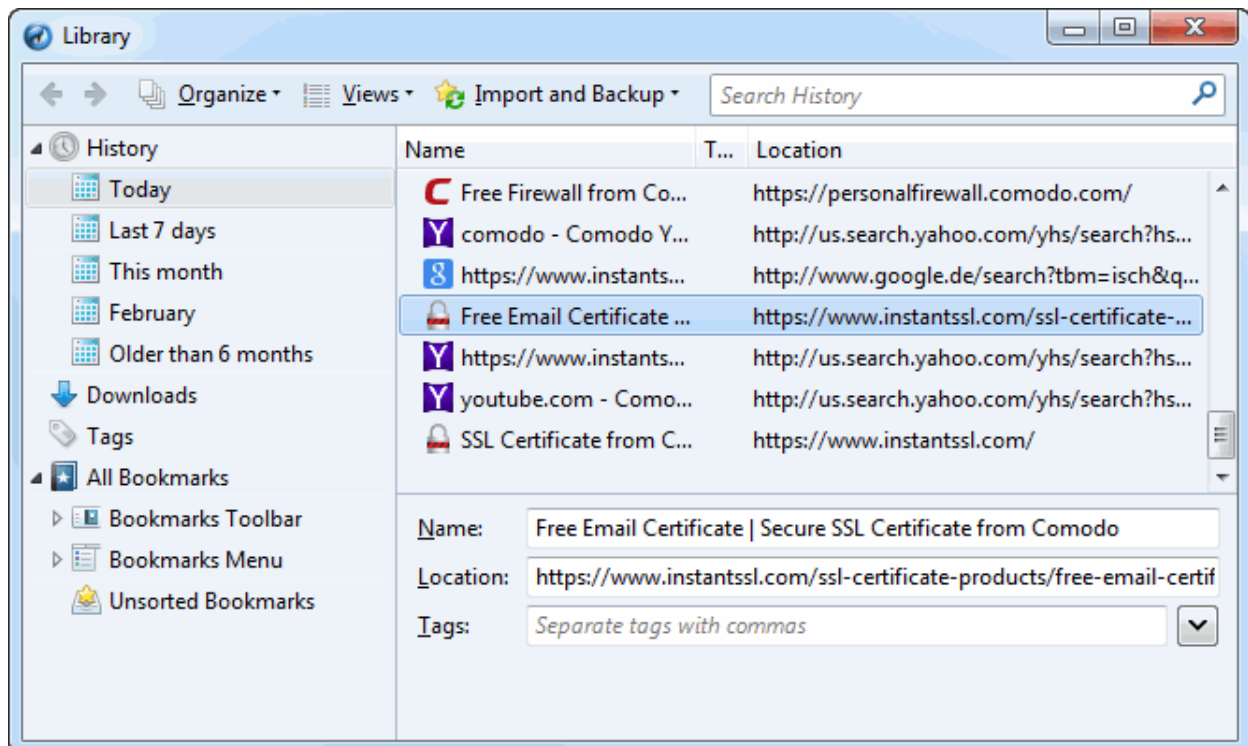 Library
Organize Views Import and Backup Search History
History
Today
Last 7 days
This month
February
Older than 6 months
Downloads
Tags
All Bookmarks
Bookmarks Toolbar
Bookmarks Menu
Unsorted Bookmarks
Name T... Location
Free Firewall from Co... https://personalfirewall.comodo.com/
comodo - Comodo Y... http://us.search.yahoo.com/yhs/search?hs...
https://www.instants... http://www.google.de/search?tbm=isch&q...
Free Email Certificate ... https://www.instantssl.com/ssl-certificate-...
https://www.instants... http://us.search.yahoo.com/yhs/search?hs...
youtube.com - Como... http://us.search.yahoo.com/yhs/search?hs...
SSL Certificate from C... https://www.instantssl.com/
Name: Free Email Certificate | Secure SSL Certificate from Comodo
Location: https://www.instantssl.com/ssl-certificate-products/free-email-certif
Tags: Separate tags with commas